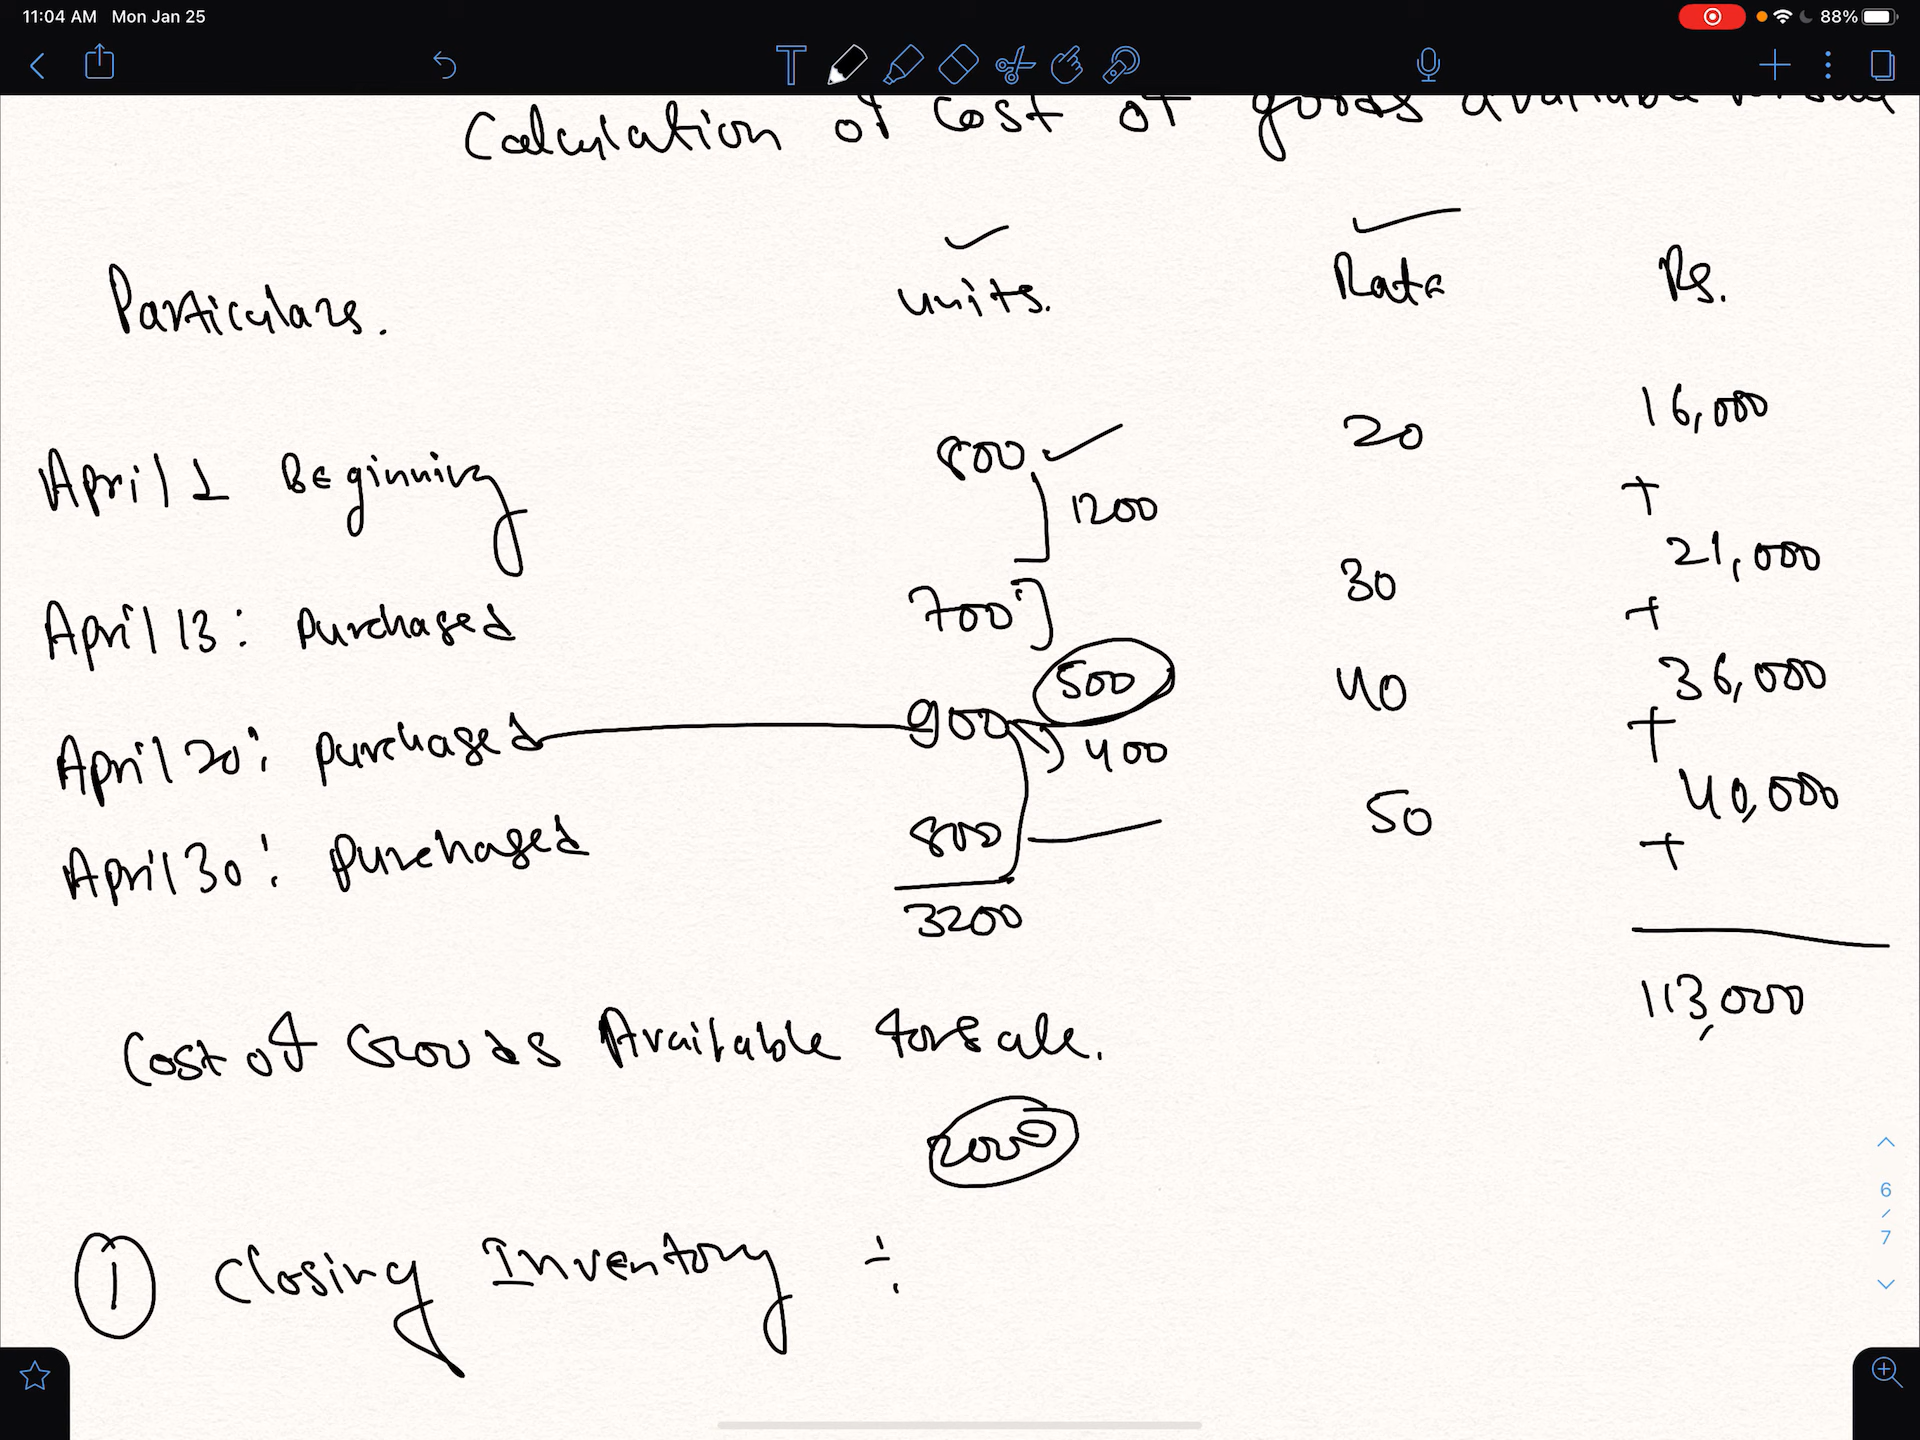 11:04 AM Mon Jan 25 88%
Calculation of Cost of goods available
Particulars. units. Rate Rs.
April 1 Beginning 800 20 16,000
1200 +
April 13: Purchased 700 30 21,000
+
500
April 20: purchased 900 40 36,000
400 +
April 30: purchased 800 50 40,000
+
3200
113,000
Cost of Goods Available for sale.
2000
1 Closing Inventory ÷
6
/
7